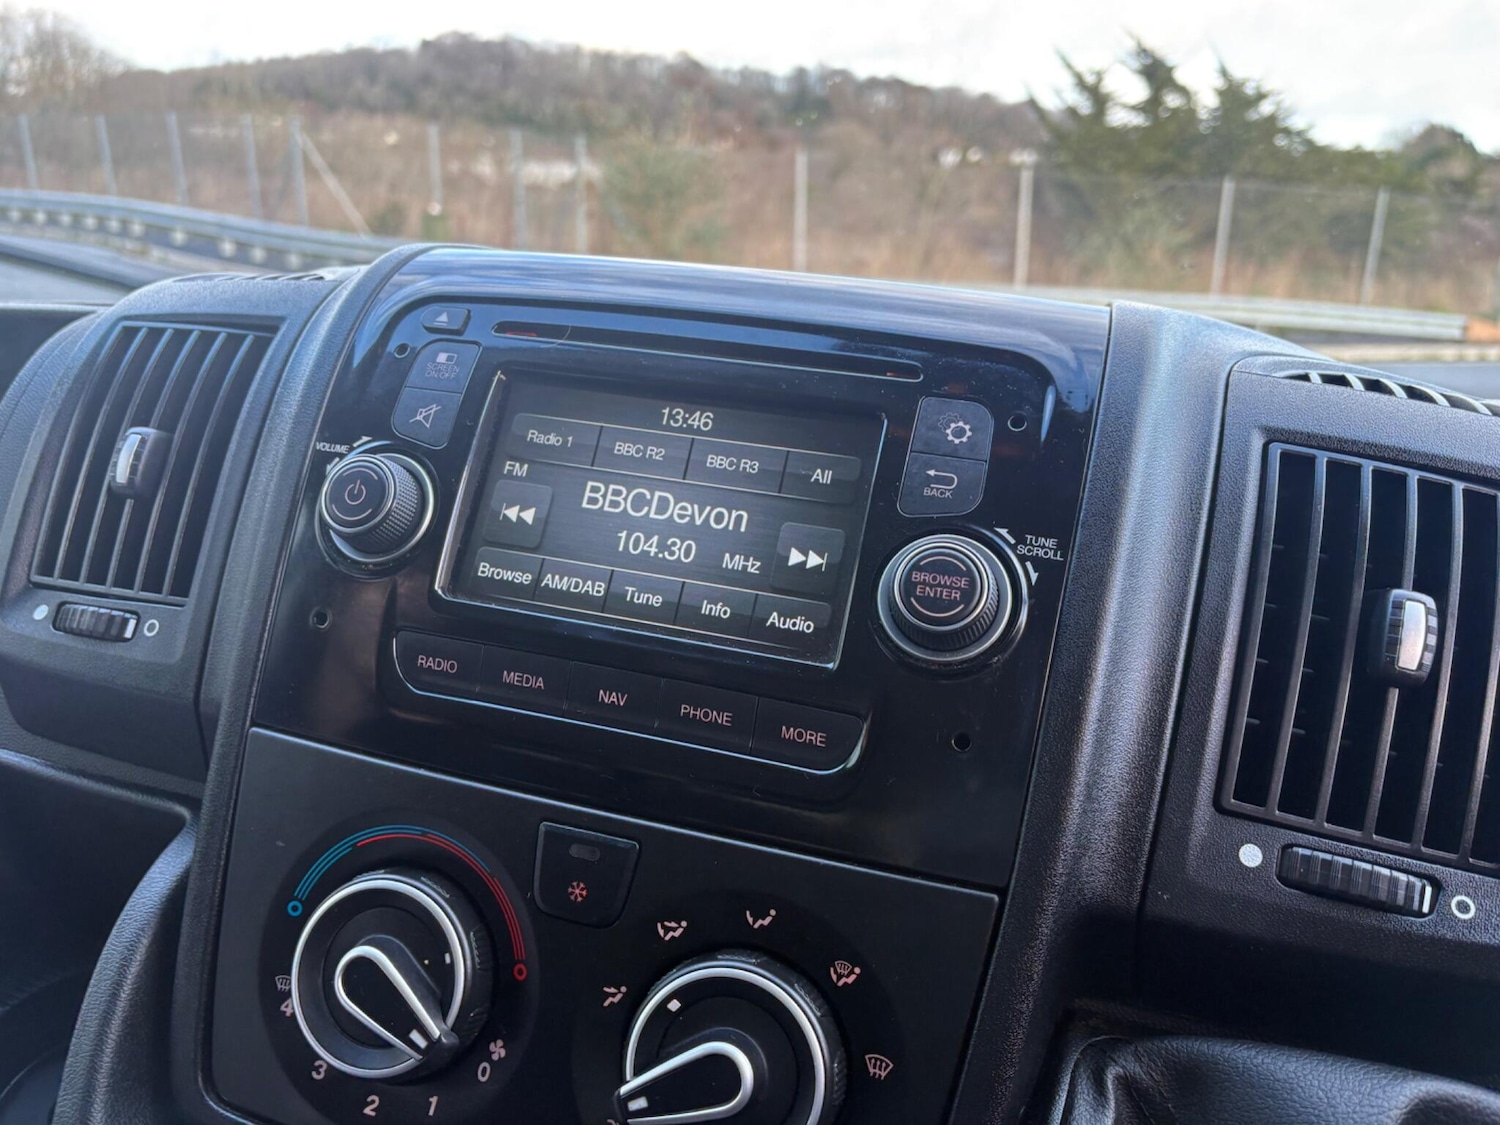 SCREEN
ON/OFF
VOLUME
13:46
Radio 1 BBC R2 BBC R3 All
FM
BBCDevon
104.30 MHz
Browse AM/DAB Tune Info Audio
BACK
TUNE
SCROLL
BROWSE
ENTER
RADIO MEDIA NAV PHONE MORE
4
3
2
1
0